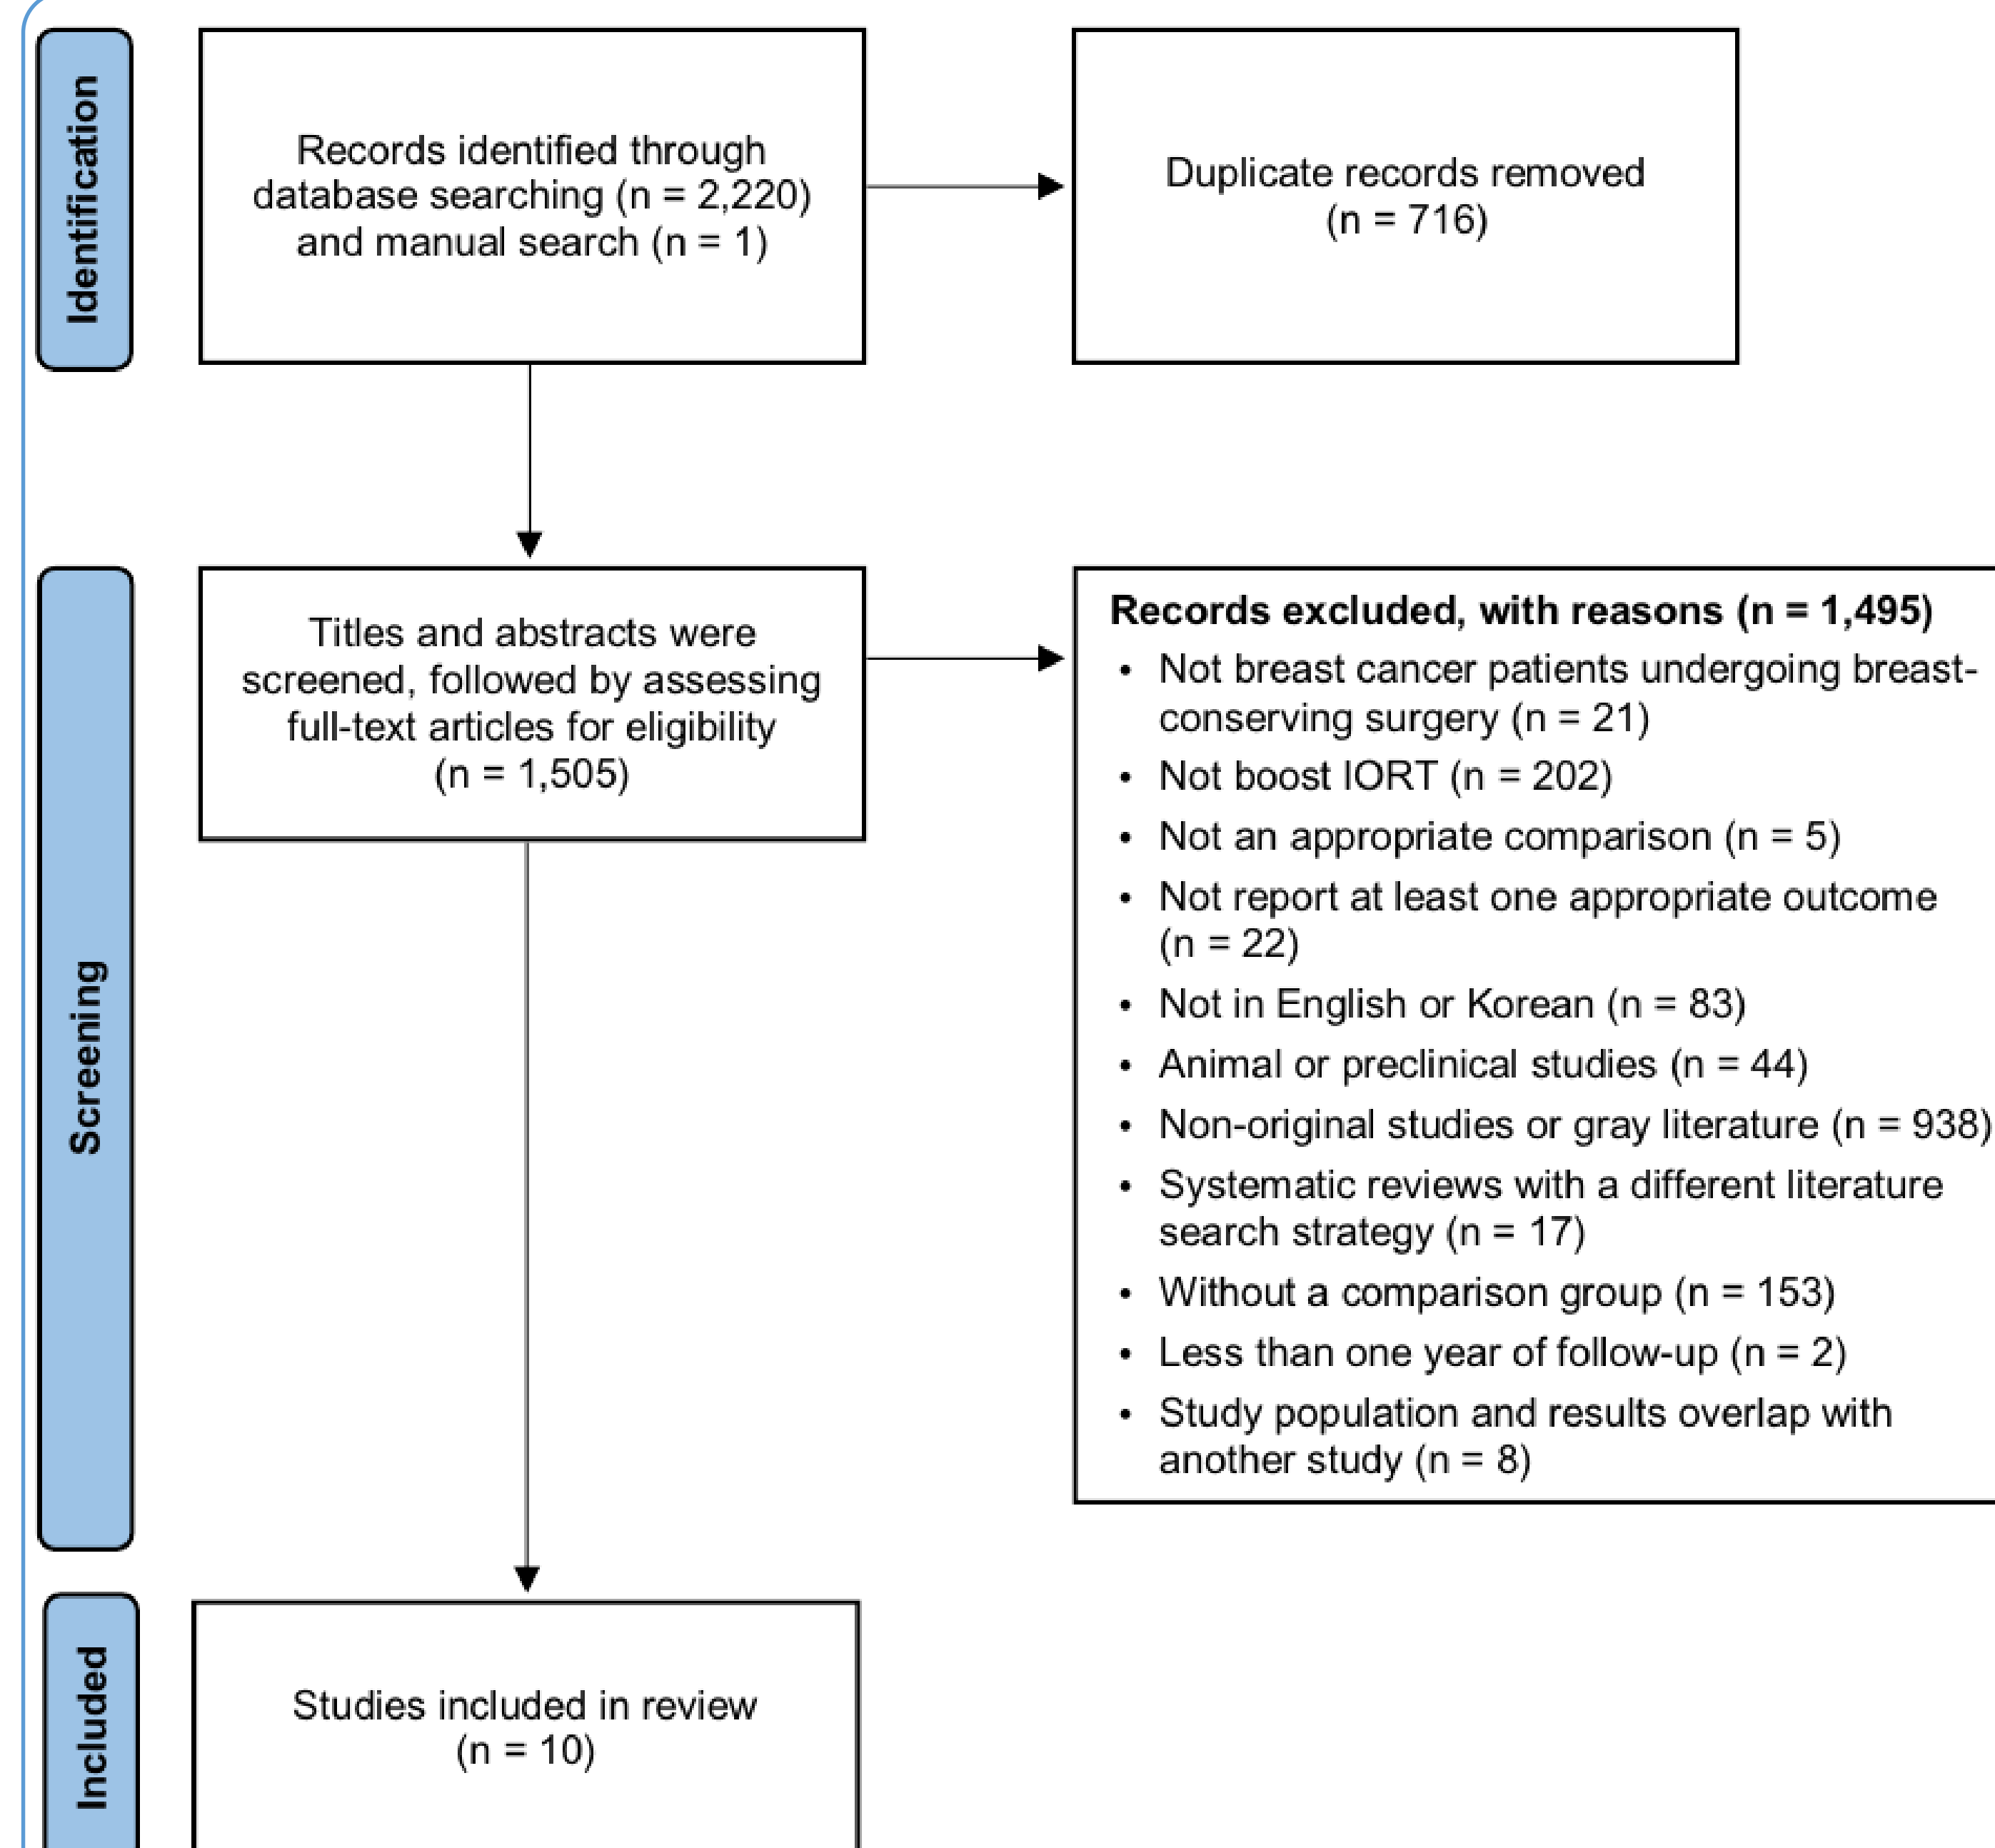 Identification
Records identified through
database searching (n = 2,220)
and manual search (n = 1)
Duplicate records removed
(n = 716)
Screening
Titles and abstracts were
screened, followed by assessing
full-text articles for eligibility
(n = 1,505)
Records excluded, with reasons (n = 1,495)
• Not breast cancer patients undergoing breast-
conserving surgery (n = 21)
• Not boost IORT (n = 202)
• Not an appropriate comparison (n = 5)
• Not report at least one appropriate outcome
(n = 22)
• Not in English or Korean (n = 83)
• Animal or preclinical studies (n = 44)
• Non-original studies or gray literature (n = 938)
• Systematic reviews with a different literature
search strategy (n = 17)
• Without a comparison group (n = 153)
• Less than one year of follow-up (n = 2)
• Study population and results overlap with
another study (n = 8)
Included
Studies included in review
(n = 10)